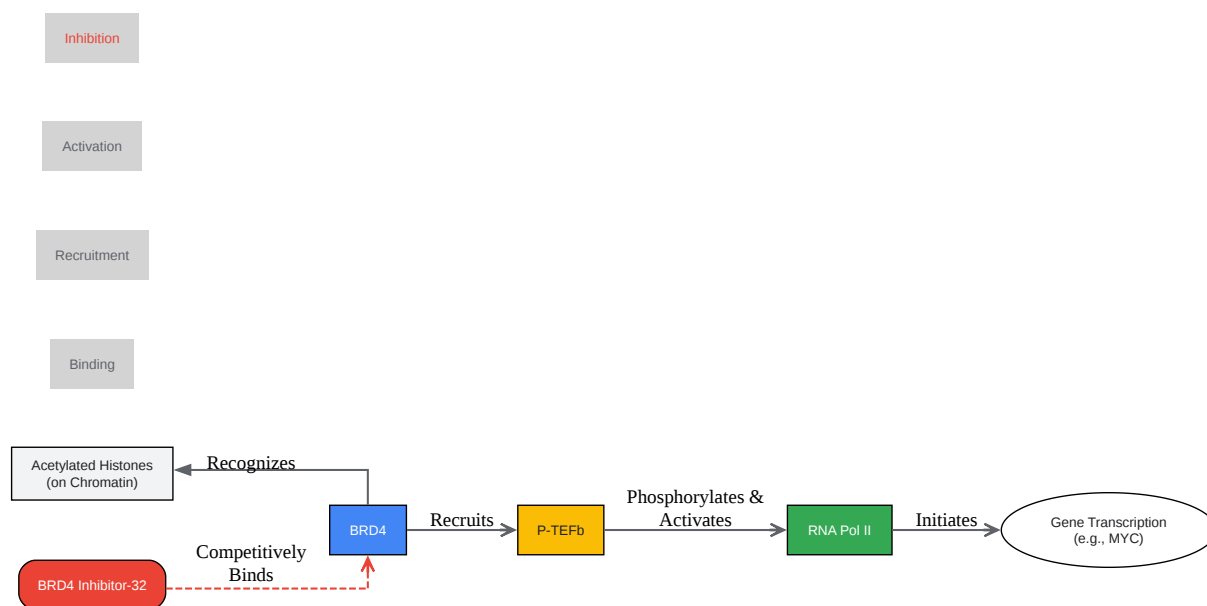 Inhibition
Activation
Recruitment
Binding
Acetylated Histones
(on Chromatin)
Recognizes
BRD4
Recruits
P-TEFb
Phosphorylates &
Activates
RNA Pol II
Initiates
Gene Transcription
(e.g., MYC)
Competitively
Binds
BRD4 Inhibitor-32